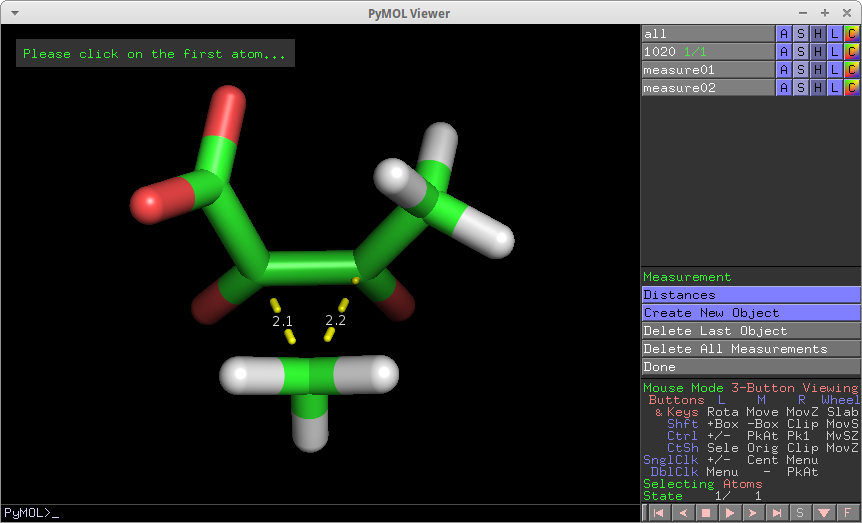 PyMOL Viewer
Please click on the first atom...
2.1
2.2
all A S H L C
1020 1/1 A S H L C
measure01 A S H L C
measure02 A S H L C
Measurement
Distances
Create New Object
Delete Last Object
Delete All Measurements
Done
Mouse Mode 3-Button Viewing
Buttons L M R Wheel
& Keys Rota Move MovZ Slab
Shft +Box -Box Clip MovS
Ctrl +/- PkAt Pk1 MvSZ
CtSh Sele Orig Clip MovZ
SnglClk +/- Cent Menu
DblClk Menu - PkAt
Selecting Atoms
State 1/ 1
PyMOL>_
S F